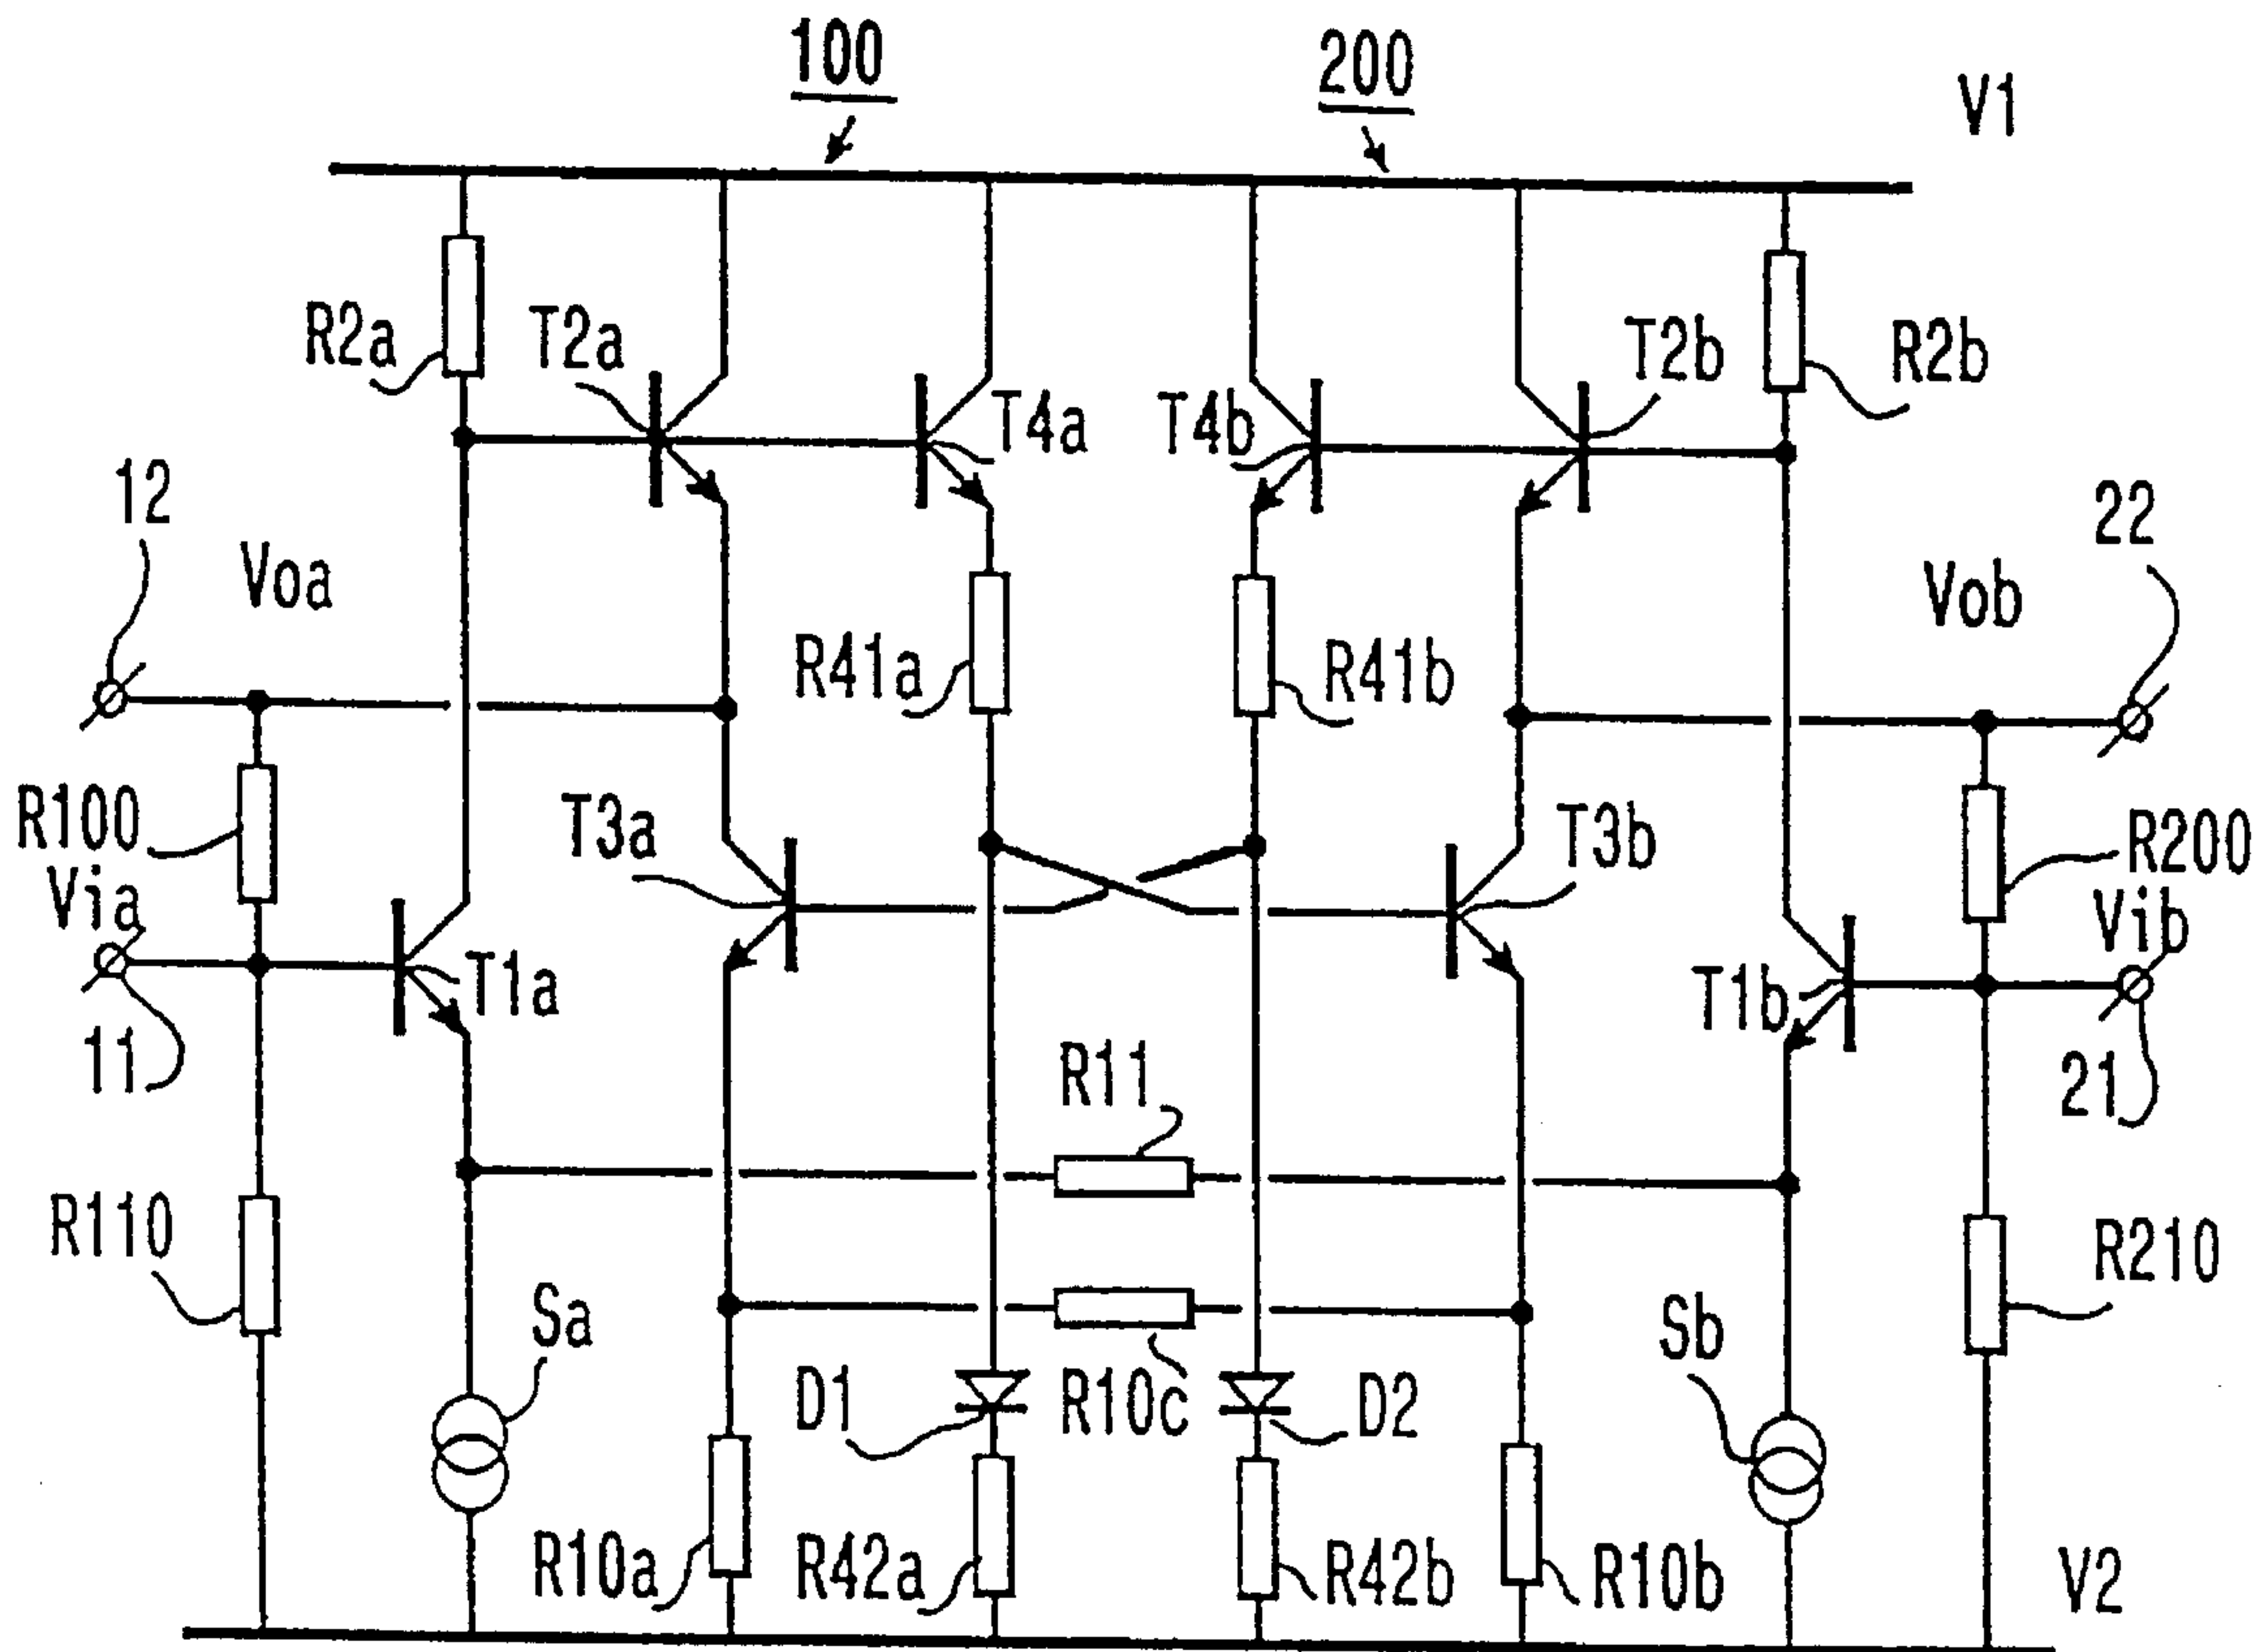 100
200
V1
R2a
T2a
T4a
T4b
T2b
R2b
12
Voa
22
Vob
R41a
R41b
R100
T3a
T3b
R200
Via
T1a
T1b
Vib
11
21
R11
R110
R210
Sa
Sb
D1
R10c
D2
R10a
R42a
R42b
R10b
V2